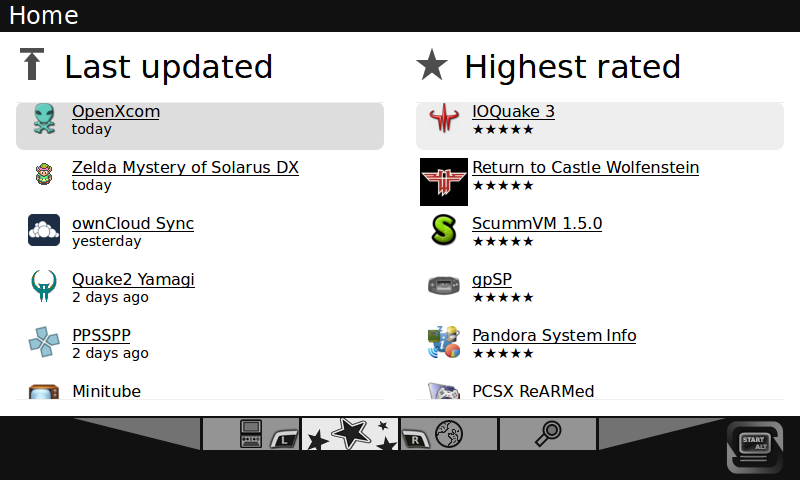 Home
Last updated
OpenXcom
today
Zelda Mystery of Solarus DX
today
ownCloud Sync
yesterday
Quake2 Yamagi
2 days ago
PPSSPP
2 days ago
Minitube
Highest rated
IOQuake 3
★★★★★
Return to Castle Wolfenstein
★★★★★
ScummVM 1.5.0
★★★★★
gpSP
★★★★★
Pandora System Info
★★★★★
PCSX ReARMed
L
R
START
ALT